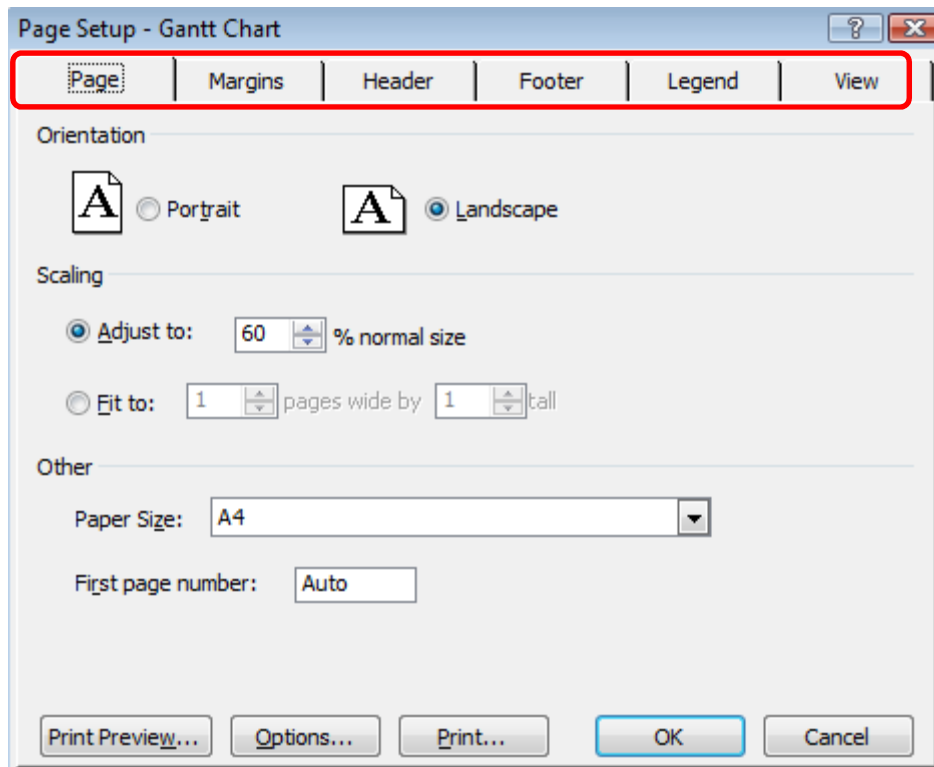 Page Setup - Gantt Chart
Page Margins Header Footer Legend View
Orientation
A Portrait A Landscape
Scaling
Adjust to: 60 % normal size
Fit to: 1 pages wide by 1 tall
Other
Paper Size: A4
First page number: Auto
Print Preview... Options... Print... OK Cancel